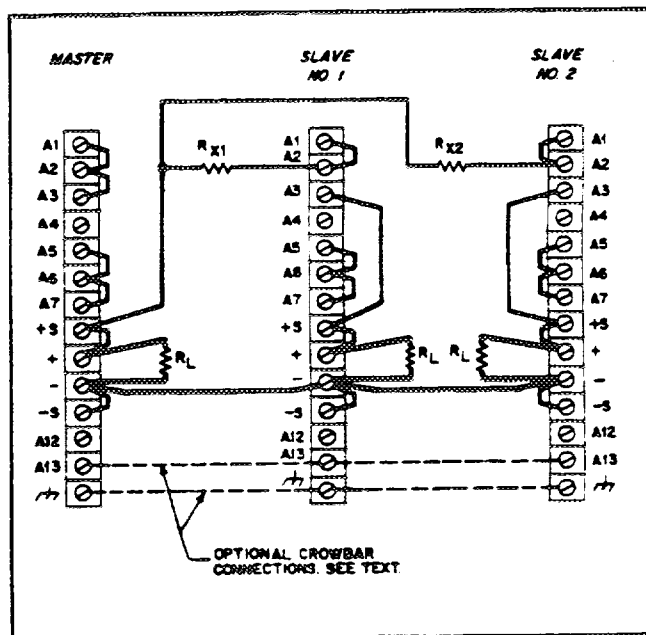 MASTER
SLAVE
NO. 1
SLAVE
NO. 2
RX1
RX2
A1
A2
A3
A4
A5
A6
A7
+S
+
-
-S
A12
A13
A1
A2
A3
A4
A5
A6
A7
+S
+
-
-S
A12
A13
A1
A2
A3
A4
A5
A6
A7
+S
+
-
-S
A12
A13
RL
RL
RL
OPTIONAL CROWBAR
CONNECTIONS. SEE TEXT.